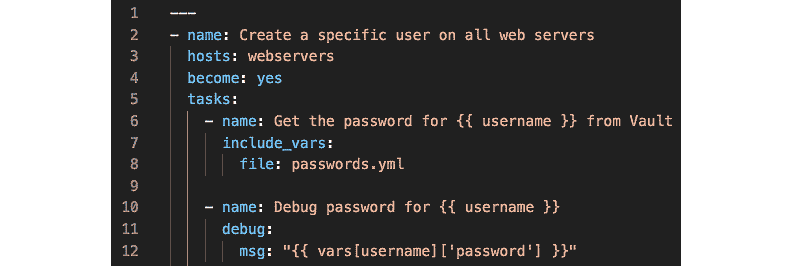 1 ---
2 - name: Create a specific user on all web servers
3   hosts: webservers
4   become: yes
5   tasks:
6     - name: Get the password for {{ username }} from Vault
7       include_vars:
8         file: passwords.yml
9
10     - name: Debug password for {{ username }}
11       debug:
12         msg: "{{ vars[username]['password'] }}"